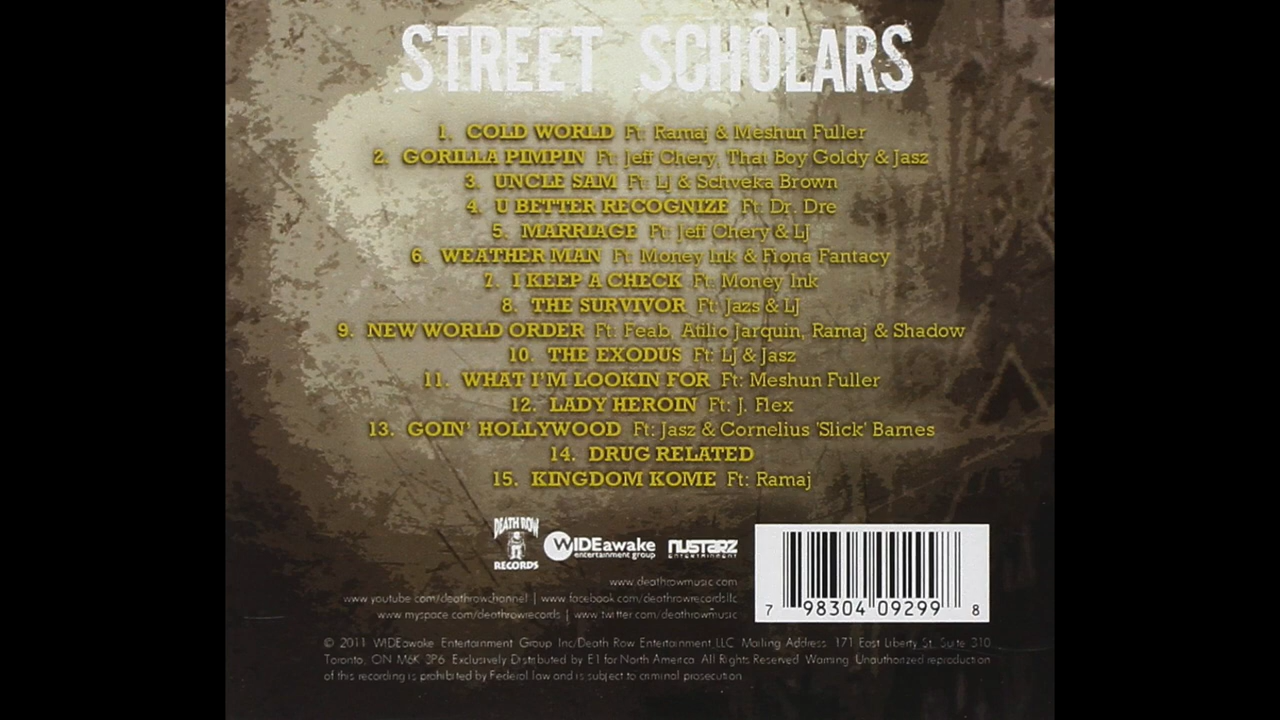 STREET SCHOLARS
1. COLD WORLD Ft: Ramaj & Meshun Fuller
2. GORILLA PIMPIN Ft: Jeff Chery, That Boy Goldy & Jasz
3. UNCLE SAM Ft: LJ & Schveka Brown
4. U BETTER RECOGNIZE Ft: Dr. Dre
5. MARRIAGE Ft: Jeff Chery & LJ
6. WEATHER MAN Ft: Money Ink & Fiona Fantacy
7. I KEEP A CHECK Ft: Money Ink
8. THE SURVIVOR Ft: Jazs & LJ
9. NEW WORLD ORDER Ft: Feab, Atilio Jarquin, Ramaj & Shadow
10. THE EXODUS Ft: LJ & Jasz
11. WHAT I'M LOOKIN FOR Ft: Meshun Fuller
12. LADY HEROIN Ft: J. Flex
13. GOIN' HOLLYWOOD Ft: Jasz & Cornelius 'Slick' Barnes
14. DRUG RELATED
15. KINGDOM KOME Ft: Ramaj
DEATH ROW
RECORDS
WIDEawake
entertainment group
NUSTARZ
ENTERTAINMENT
www.deathrowmusic.com
www.youtube.com/deathrowchannel | www.facebook.com/deathrowrecordsllc
www.myspace.com/deathrowrecords | www.twitter.com/deathrowmusic
7 98304 09299 8
© 2011 WIDEawake Entertainment Group Inc/Death Row Entertainment LLC Mailing Address: 171 East Liberty St. Suite 310
Toronto, ON M6K 3P6. Exclusively Distributed by E1 for North America. All Rights Reserved. Warning: Unauthorized reproduction
of this recording is prohibited by Federal law and is subject to criminal prosecution.